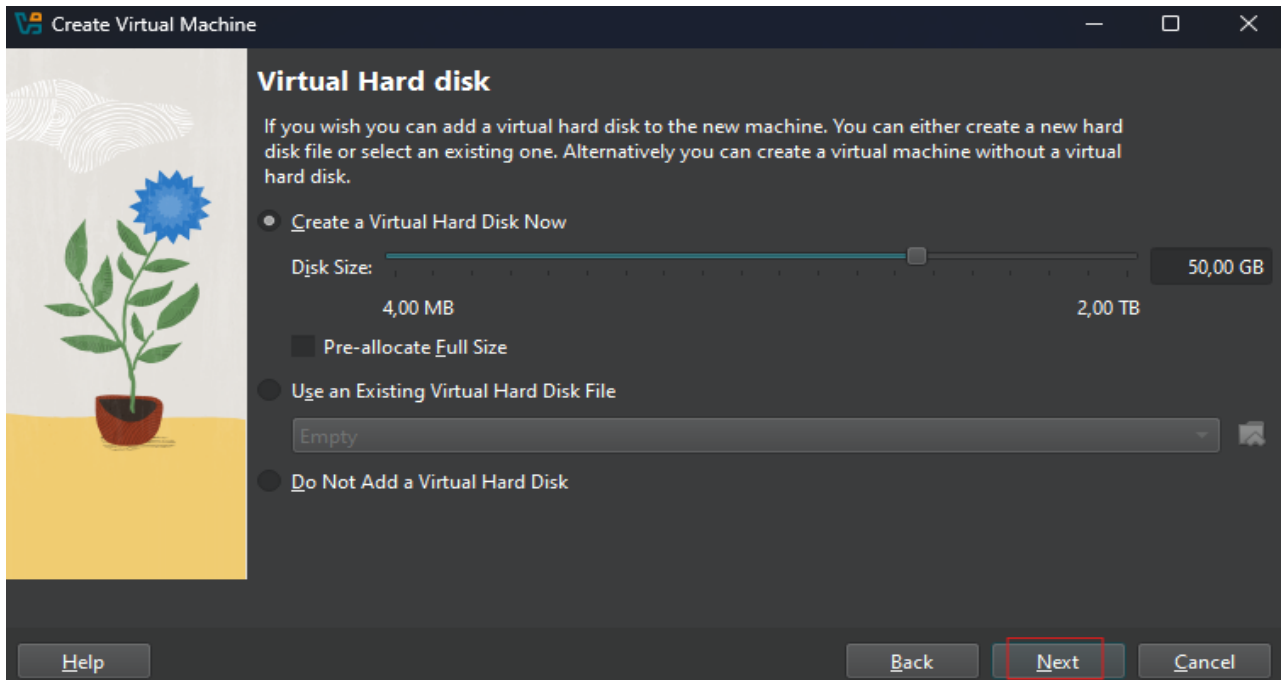 Create Virtual Machine
Virtual Hard disk
If you wish you can add a virtual hard disk to the new machine. You can either create a new hard
disk file or select an existing one. Alternatively you can create a virtual machine without a virtual
hard disk.
Create a Virtual Hard Disk Now
Disk Size:
50,00 GB
4,00 MB
2,00 TB
Pre-allocate Full Size
Use an Existing Virtual Hard Disk File
Empty
Do Not Add a Virtual Hard Disk
Help
Back
Next
Cancel